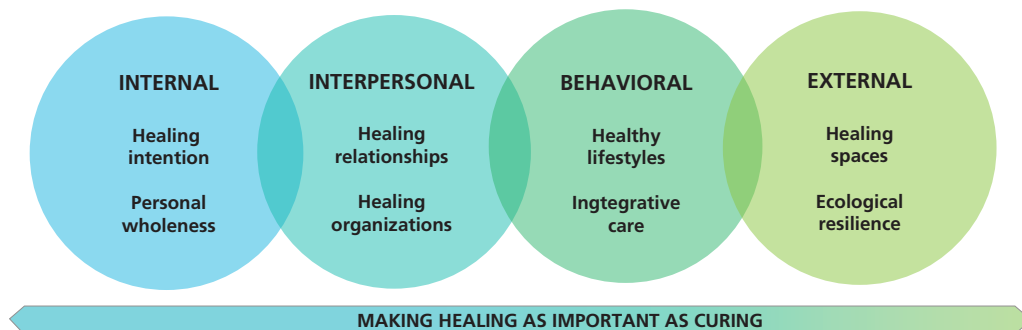 INTERNAL
Healing
intention
Personal
wholeness
INTERPERSONAL
Healing
relationships
Healing
organizations
BEHAVIORAL
Healthy
lifestyles
Ingtegrative
care
EXTERNAL
Healing
spaces
Ecological
resilience
MAKING HEALING AS IMPORTANT AS CURING